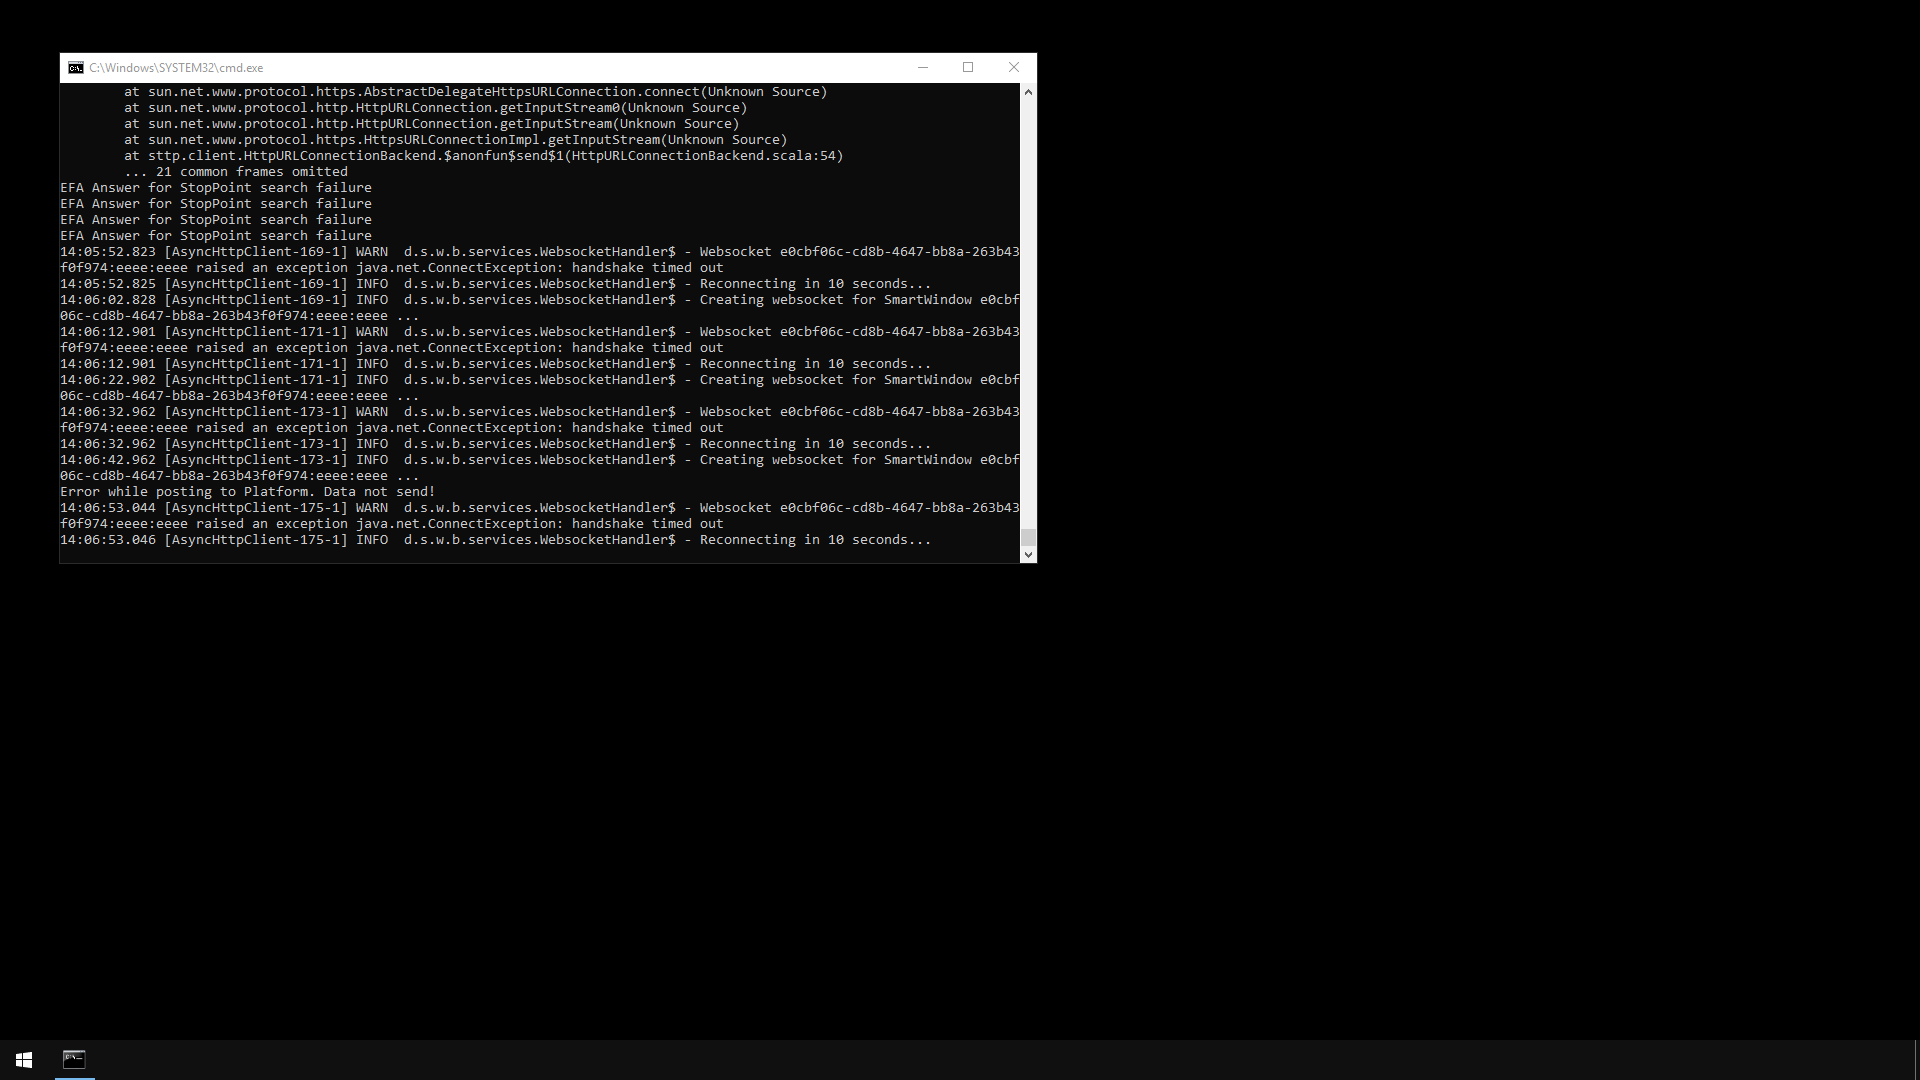 C:\Windows\SYSTEM32\cmd.exe
at sun.net.www.protocol.https.AbstractDelegateHttpsURLConnection.connect(Unknown Source)
at sun.net.www.protocol.http.HttpURLConnection.getInputStream0(Unknown Source)
at sun.net.www.protocol.http.HttpURLConnection.getInputStream(Unknown Source)
at sun.net.www.protocol.https.HttpsURLConnectionImpl.getInputStream(Unknown Source)
at sttp.client.HttpURLConnectionBackend.$anonfun$send$1(HttpURLConnectionBackend.scala:54)
... 21 common frames omitted
EFA Answer for StopPoint search failure
EFA Answer for StopPoint search failure
EFA Answer for StopPoint search failure
EFA Answer for StopPoint search failure
14:05:52.823 [AsyncHttpClient-169-1] WARN  d.s.w.b.services.WebsocketHandler$ - Websocket e0cbf06c-cd8b-4647-bb8a-263b43
f0f974:eeee:eeee raised an exception java.net.ConnectException: handshake timed out
14:05:52.825 [AsyncHttpClient-169-1] INFO  d.s.w.b.services.WebsocketHandler$ - Reconnecting in 10 seconds...
14:06:02.828 [AsyncHttpClient-169-1] INFO  d.s.w.b.services.WebsocketHandler$ - Creating websocket for SmartWindow e0cbf
06c-cd8b-4647-bb8a-263b43f0f974:eeee:eeee ...
14:06:12.901 [AsyncHttpClient-171-1] WARN  d.s.w.b.services.WebsocketHandler$ - Websocket e0cbf06c-cd8b-4647-bb8a-263b43
f0f974:eeee:eeee raised an exception java.net.ConnectException: handshake timed out
14:06:12.901 [AsyncHttpClient-171-1] INFO  d.s.w.b.services.WebsocketHandler$ - Reconnecting in 10 seconds...
14:06:22.902 [AsyncHttpClient-171-1] INFO  d.s.w.b.services.WebsocketHandler$ - Creating websocket for SmartWindow e0cbf
06c-cd8b-4647-bb8a-263b43f0f974:eeee:eeee ...
14:06:32.962 [AsyncHttpClient-173-1] WARN  d.s.w.b.services.WebsocketHandler$ - Websocket e0cbf06c-cd8b-4647-bb8a-263b43
f0f974:eeee:eeee raised an exception java.net.ConnectException: handshake timed out
14:06:32.962 [AsyncHttpClient-173-1] INFO  d.s.w.b.services.WebsocketHandler$ - Reconnecting in 10 seconds...
14:06:42.962 [AsyncHttpClient-173-1] INFO  d.s.w.b.services.WebsocketHandler$ - Creating websocket for SmartWindow e0cbf
06c-cd8b-4647-bb8a-263b43f0f974:eeee:eeee ...
Error while posting to Platform. Data not send!
14:06:53.044 [AsyncHttpClient-175-1] WARN  d.s.w.b.services.WebsocketHandler$ - Websocket e0cbf06c-cd8b-4647-bb8a-263b43
f0f974:eeee:eeee raised an exception java.net.ConnectException: handshake timed out
14:06:53.046 [AsyncHttpClient-175-1] INFO  d.s.w.b.services.WebsocketHandler$ - Reconnecting in 10 seconds...